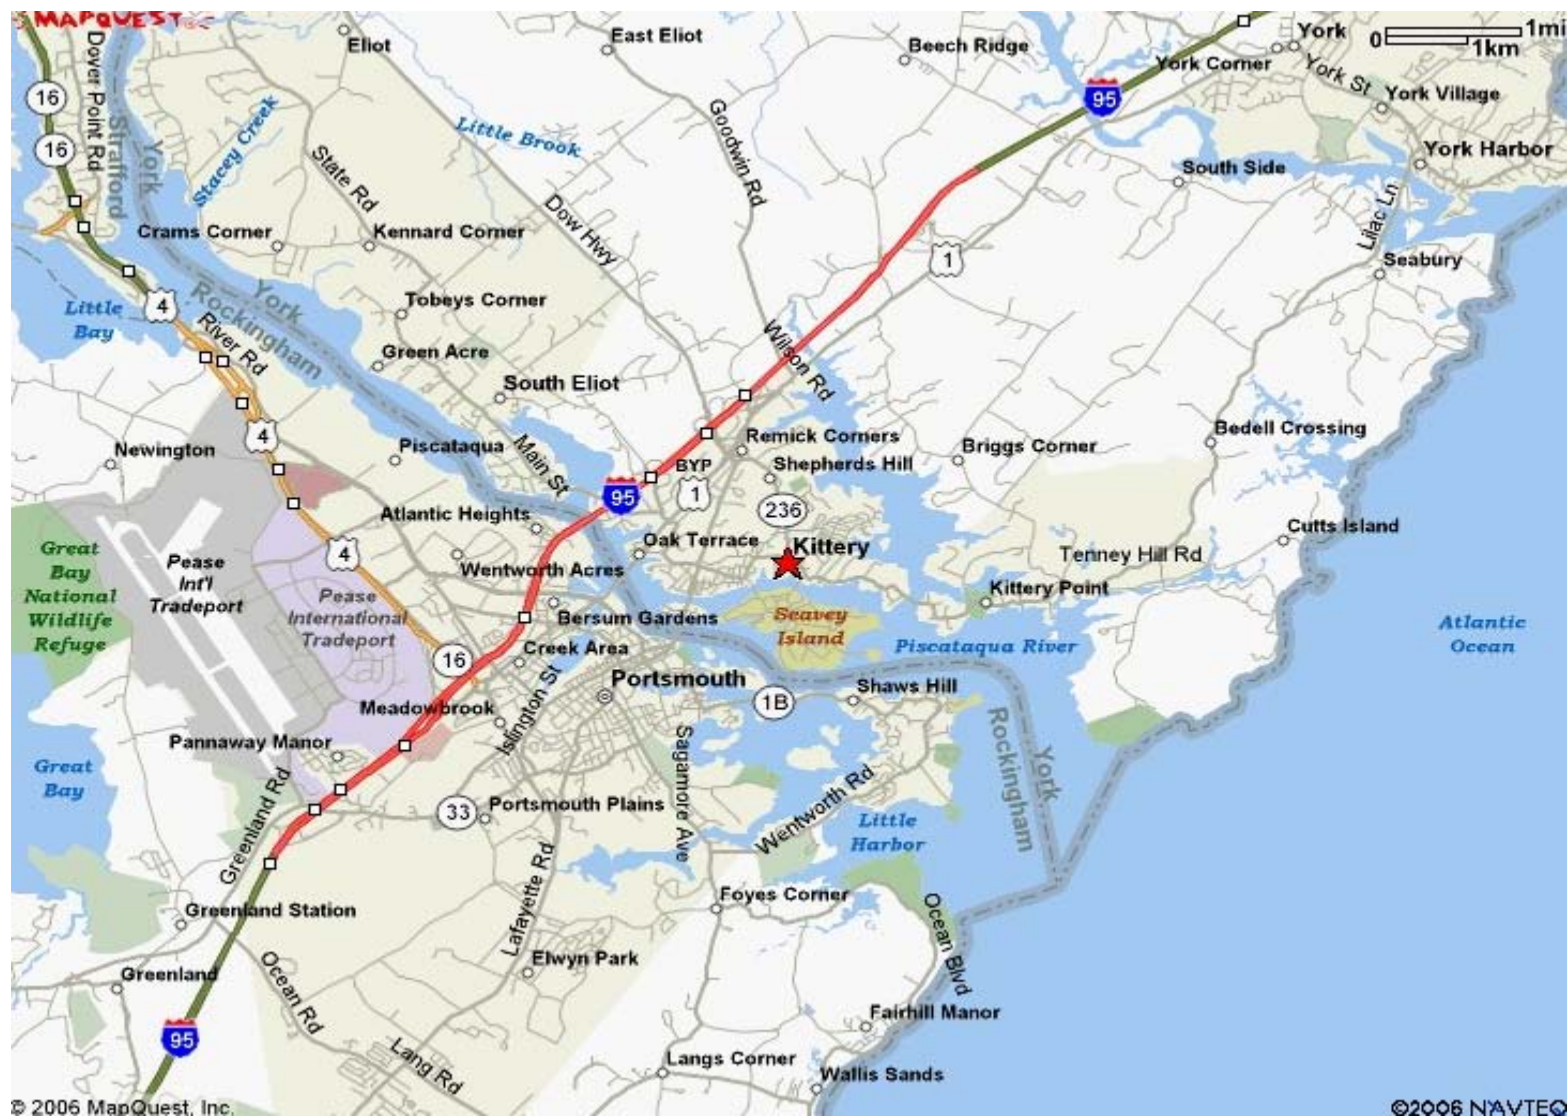 MAPQUEST
Eliot
East Eliot
Beech Ridge
York
0
1mi
1km
York Corner
York St
York Village
16
Dover Point Rd
Strafford
York
Stacey Creek
Little Brook
Goodwin Rd
95
16
State Rd
York Harbor
South Side
Lilac Ln
Crams Corner
Kennard Corner
Dow Hwy
1
Seabury
Little
Bay
4
York
Rockingham
Tobeys Corner
River Rd
Green Acre
Wilson Rd
South Eliot
Newington
4
Piscataqua
Main St
Remick Corners
Briggs Corner
Bedell Crossing
BYP
1
Shepherds Hill
95
236
Atlantic Heights
Oak Terrace
Kittery
Cutts Island
Tenney Hill Rd
Great
Bay
National
Wildlife
Refuge
Pease
Int'l
Tradeport
4
Wentworth Acres
Kittery Point
Pease
International
Tradeport
Bersum Gardens
Seavey
Island
Piscataqua River
Atlantic
Ocean
16
Creek Area
Portsmouth
1B
Shaws Hill
Meadowbrook
Islington St
Pannaway Manor
Sagamore Ave
York
Rockingham
Great
Bay
Greenland Rd
33
Portsmouth Plains
Wentworth Rd
Little
Harbor
Lafayette Rd
Foyes Corner
Ocean Blvd
Greenland Station
Greenland
Ocean Rd
Elwyn Park
Fairhill Manor
95
Lang Rd
Langs Corner
Wallis Sands
© 2006 MapQuest, Inc.
©2006 NAVTEQ